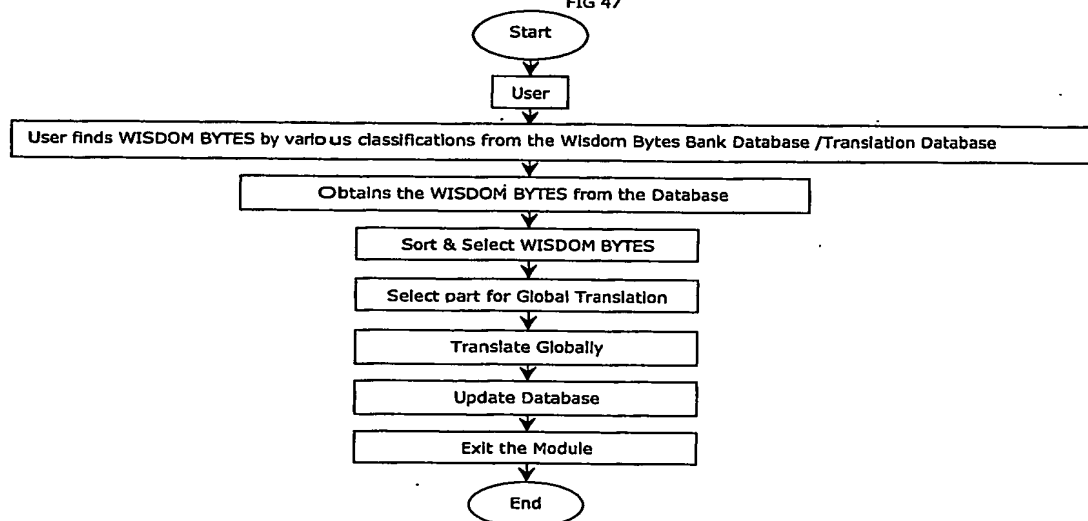 FIG 47
Start
User
User finds WISDOM BYTES by various classifications from the Wisdom Bytes Bank Database /Translation Database
Obtains the WISDOM BYTES from the Database
Sort & Select WISDOM BYTES
Select part for Global Translation
Translate Globally
Update Database
Exit the Module
End